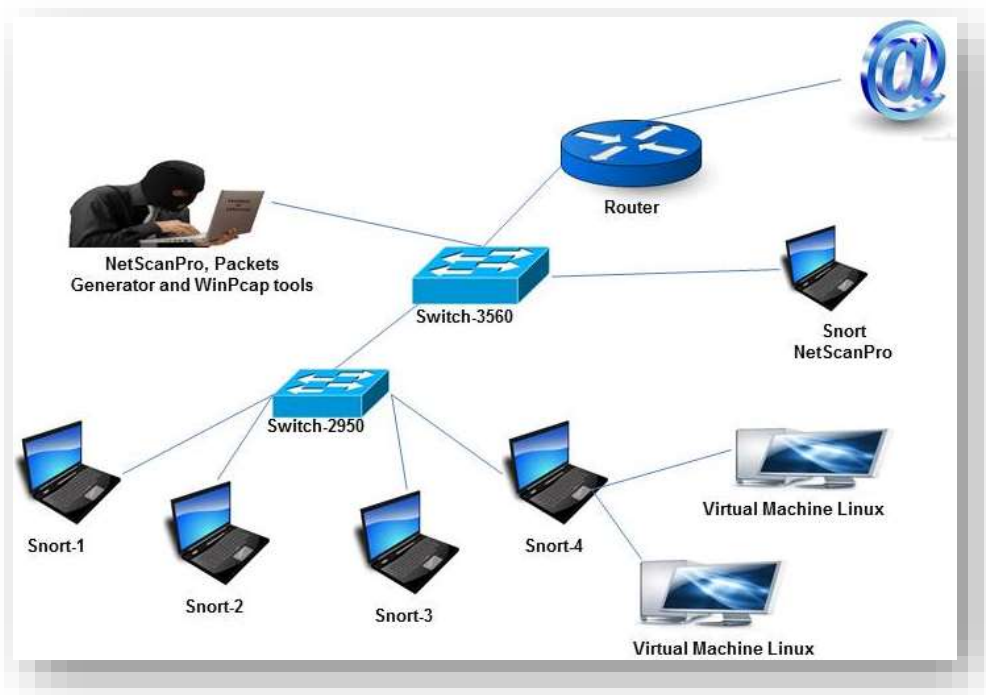 Router
NetScanPro, Packets
Generator and WinPcap tools
Switch-3560
Snort
NetScanPro
Switch-2950
Snort-1
Snort-2
Snort-3
Snort-4
Virtual Machine Linux
Virtual Machine Linux
@